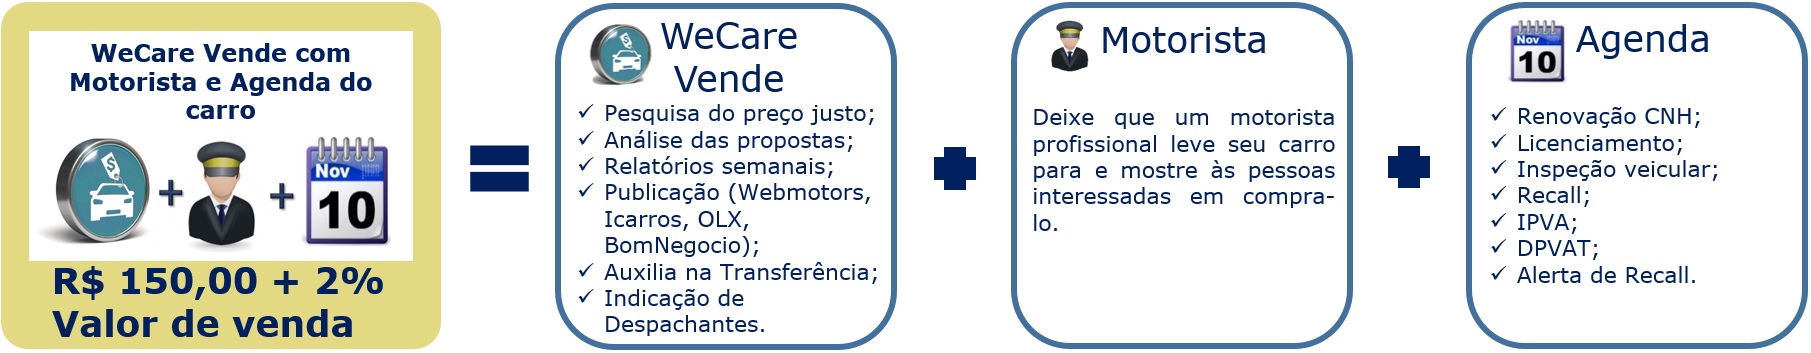 WeCare Vende com
Motorista e Agenda do
carro
Nov
10
R$ 150,00 + 2%
Valor de venda
WeCare
Vende
✓ Pesquisa do preço justo;
✓ Análise das propostas;
✓ Relatórios semanais;
✓ Publicação (Webmotors,
Icarros, OLX,
BomNegocio);
✓ Auxilia na Transferência;
✓ Indicação de
Despachantes.
Motorista
Deixe que um motorista
profissional leve seu carro
para e mostre às pessoas
interessadas em compra-
lo.
Nov
10
Agenda
✓ Renovação CNH;
✓ Licenciamento;
✓ Inspeção veicular;
✓ Recall;
✓ IPVA;
✓ DPVAT;
✓ Alerta de Recall.